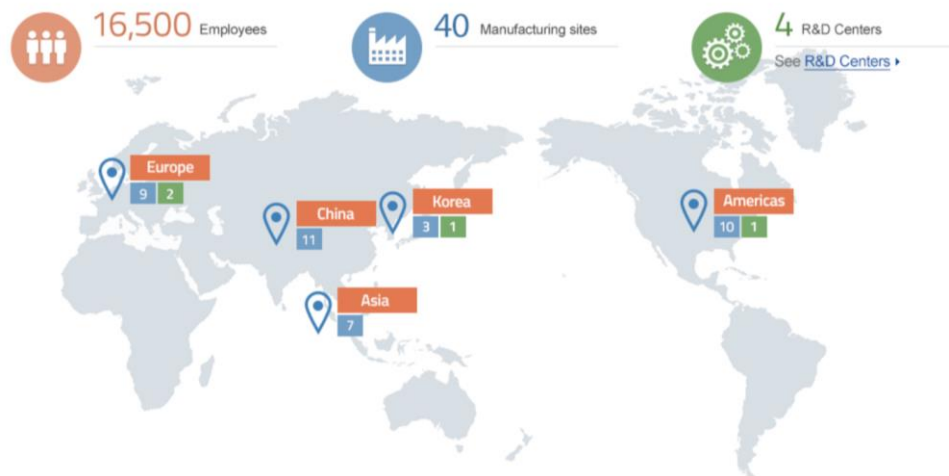 16,500 Employees
40 Manufacturing sites
4 R&D Centers
See R&D Centers
Europe
9 2
China
11
Korea
3 1
Asia
7
Americas
10 1